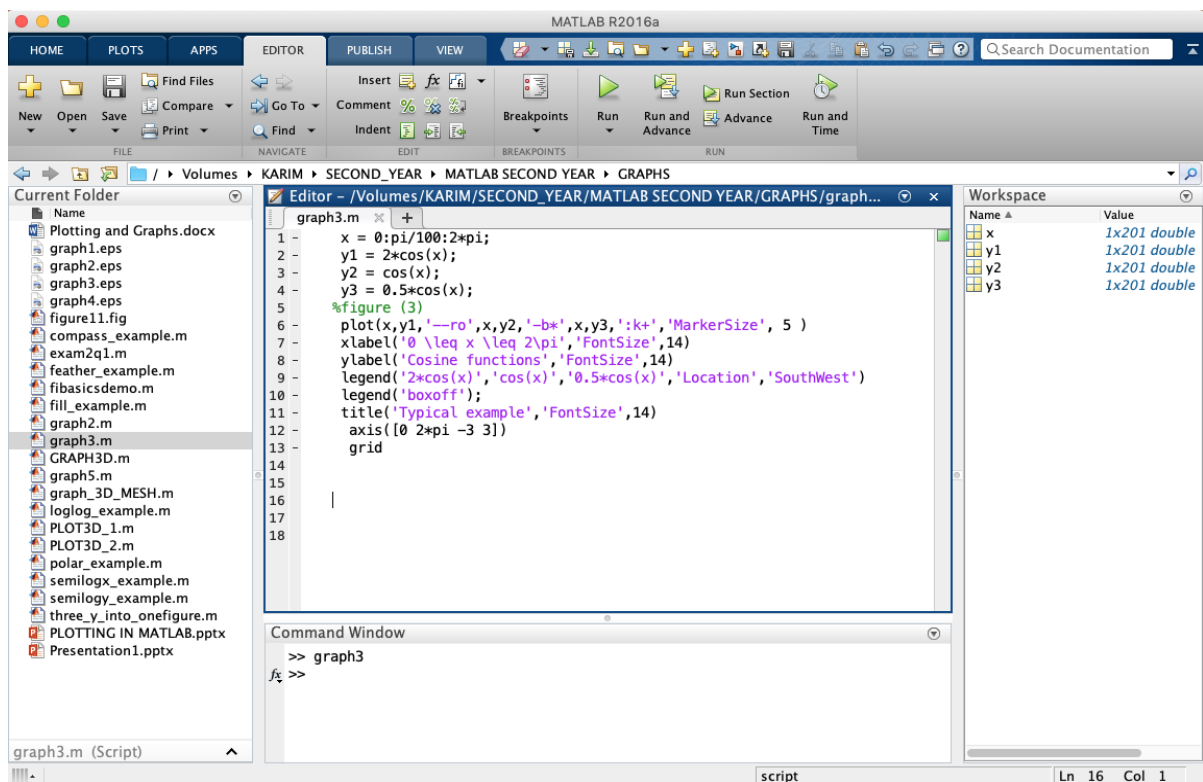 MATLAB R2016a
HOME PLOTS APPS EDITOR PUBLISH VIEW Search Documentation
New Open Save Find Files Compare Print
FILE
Go To Find
NAVIGATE
Insert fx
Comment
Indent
EDIT
Breakpoints
BREAKPOINTS
Run Run and Advance Run Section Advance Run and Time
RUN
/ Volumes KARIM SECOND_YEAR MATLAB SECOND YEAR GRAPHS
Current Folder
Name
Plotting and Graphs.docx
graph1.eps
graph2.eps
graph3.eps
graph4.eps
figure11.fig
compass_example.m
exam2q1.m
feather_example.m
fibasicsdemo.m
fill_example.m
graph2.m
graph3.m
GRAPH3D.m
graph5.m
graph_3D_MESH.m
loglog_example.m
PLOT3D_1.m
PLOT3D_2.m
polar_example.m
semilogx_example.m
semilogy_example.m
three_y_into_onefigure.m
PLOTTING IN MATLAB.pptx
Presentation1.pptx
graph3.m (Script)
Editor – /Volumes/KARIM/SECOND_YEAR/MATLAB SECOND YEAR/GRAPHS/graph...
graph3.m
1 - x = 0:pi/100:2*pi;
2 - y1 = 2*cos(x);
3 - y2 = cos(x);
4 - y3 = 0.5*cos(x);
5 %figure (3)
6 - plot(x,y1,'--ro',x,y2,'-b*',x,y3,':k+','MarkerSize', 5 )
7 - xlabel('0 \leq x \leq 2\pi','FontSize',14)
8 - ylabel('Cosine functions','FontSize',14)
9 - legend('2*cos(x)','cos(x)','0.5*cos(x)','Location','SouthWest')
10 - legend('boxoff');
11 - title('Typical example','FontSize',14)
12 - axis([0 2*pi -3 3])
13 - grid
14
15
16
17
18
Command Window
>> graph3
fx >>
Workspace
Name Value
x 1x201 double
y1 1x201 double
y2 1x201 double
y3 1x201 double
script Ln 16 Col 1